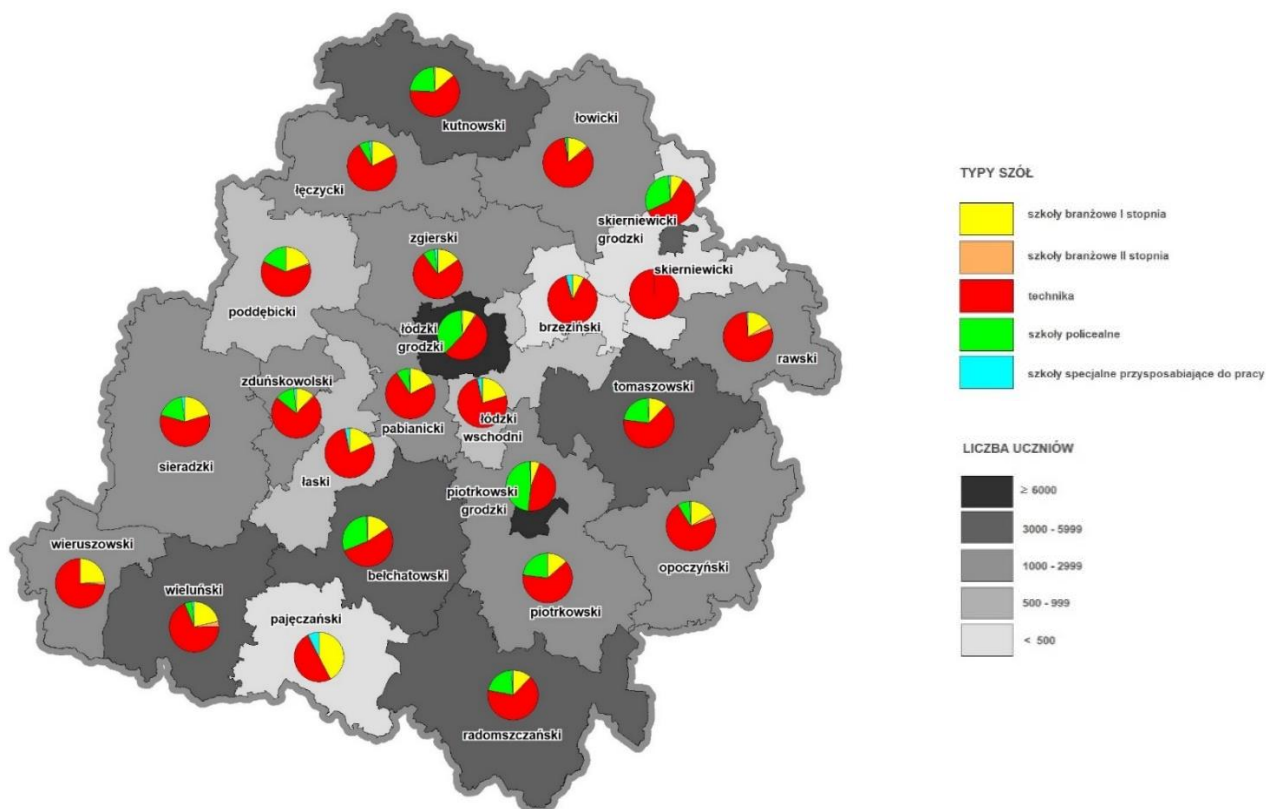 kutnowski
łowicki
łęczycki
skierniewicki
grodzki
zgierski
skierniewicki
poddębicki
łódzki
grodzki
brzeziński
rawski
zduńskowolski
tomaszowski
pabianicki
łódzki
wschodni
sieradzki
łaski
piotrkowski
grodzki
wieruszowski
bełchatowski
opoczyński
wieluński
pajęczański
piotrkowski
radomszczański
TYPY SZÓŁ
szkoły branżowe I stopnia
szkoły branżowe II stopnia
technika
szkoły policealne
szkoły specjalne przysposabiające do pracy
LICZBA UCZNIÓW
≥ 6000
3000 - 5999
1000 - 2999
500 - 999
< 500